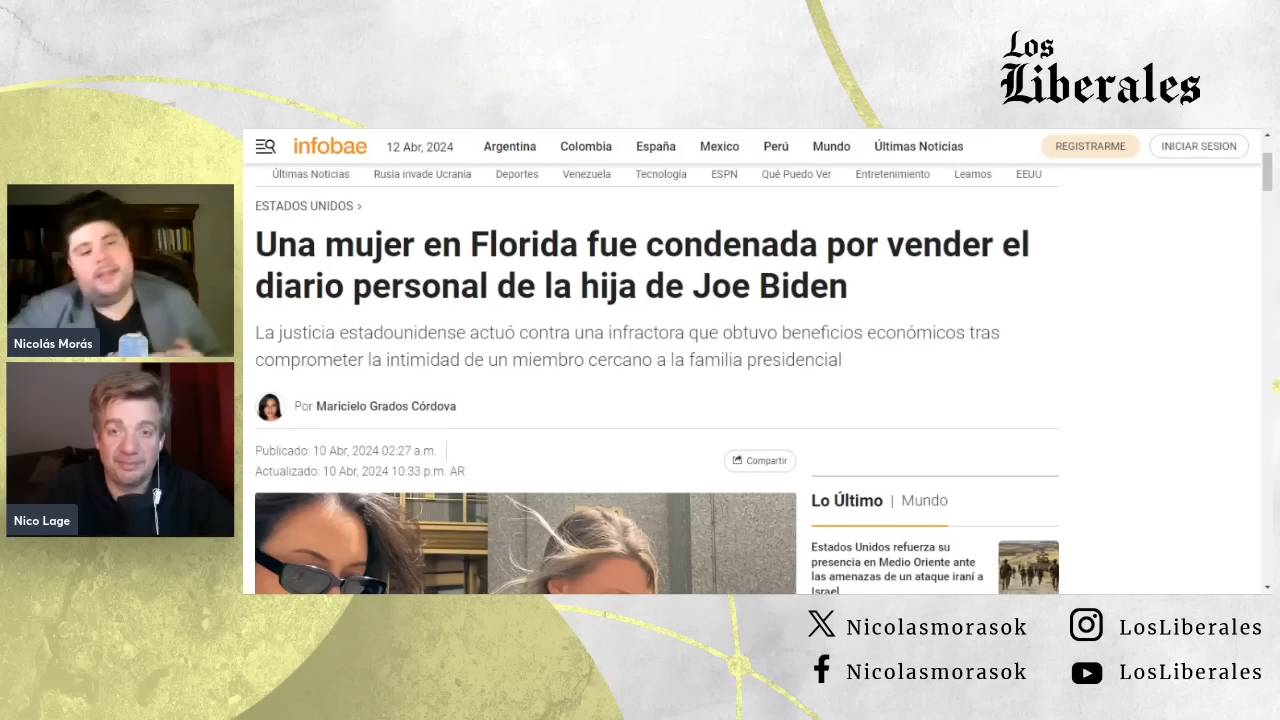 Los
Liberales
infobae
12 Abr, 2024
Argentina
Colombia
España
Mexico
Perú
Mundo
Últimas Noticias
REGISTRARME
INICIAR SESION
Últimas Noticias
Rusia invade Ucrania
Deportes
Venezuela
Tecnología
ESPN
Qué Puedo Ver
Entretenimiento
Leamos
EEUU
ESTADOS UNIDOS >
Una mujer en Florida fue condenada por vender el
diario personal de la hija de Joe Biden
La justicia estadounidense actuó contra una infractora que obtuvo beneficios económicos tras
comprometer la intimidad de un miembro cercano a la familia presidencial
Por Maricielo Grados Córdova
Publicado: 10 Abr, 2024 02:27 a.m.
Actualizado: 10 Abr, 2024 10:33 p.m. AR
Compartir
Lo Último | Mundo
Estados Unidos refuerza su
presencia en Medio Oriente ante
las amenazas de un ataque iraní a
Israel
Nicolás Morás
Nico Lage
Nicolasmorasok
LosLiberales
Nicolasmorasok
LosLiberales